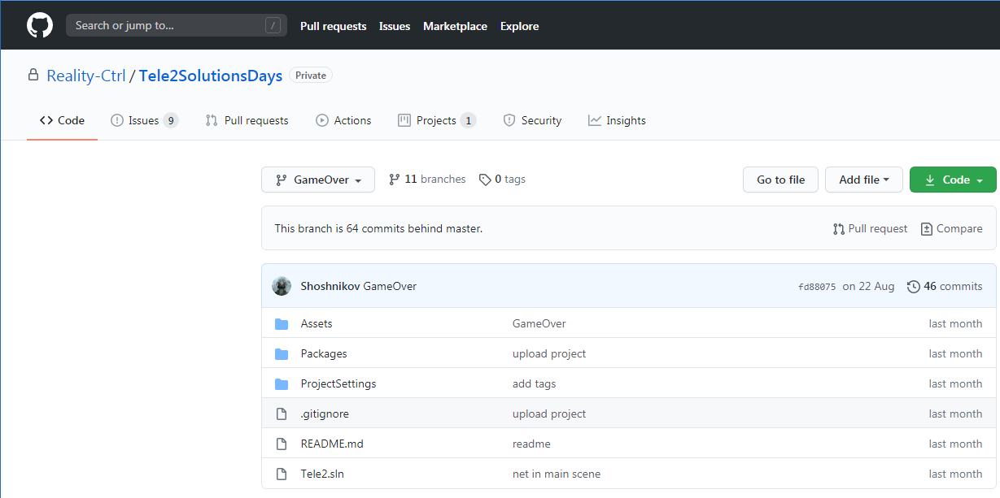 Search or jump to... / Pull requests Issues Marketplace Explore
Reality-Ctrl / Tele2SolutionsDays Private
Code Issues 9 Pull requests Actions Projects 1 Security Insights
GameOver 11 branches 0 tags Go to file Add file Code
This branch is 64 commits behind master. Pull request Compare
Shoshnikov GameOver fd88075 on 22 Aug 46 commits
Assets GameOver last month
Packages upload project last month
ProjectSettings add tags last month
.gitignore upload project last month
README.md readme last month
Tele2.sln net in main scene last month